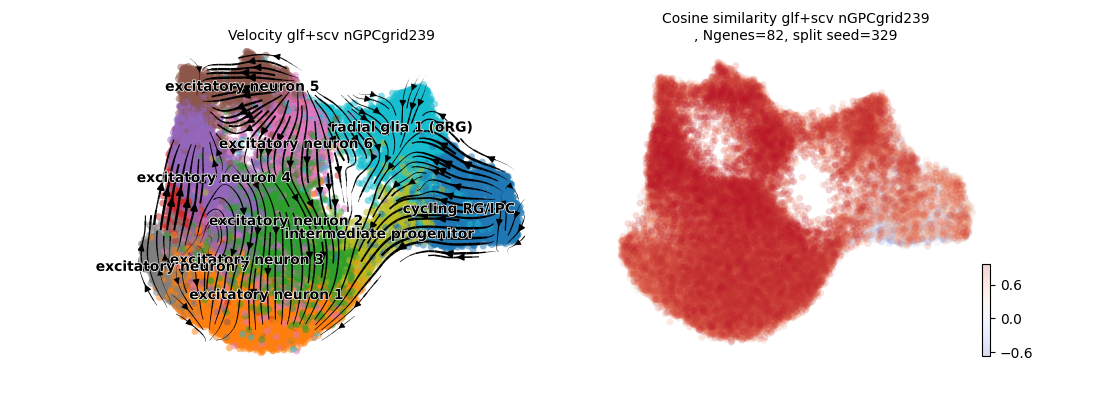 Velocity glf+scv nGPCgrid239
excitatory neuron 5
radial glia 1 (oRG)
excitatory neuron 6
excitatory neuron 4
cycling RG/IPC
excitatory neuron 2
intermediate progenitor
excitatory neuron 3
excitatory neuron 7
excitatory neuron 1
Cosine similarity glf+scv nGPCgrid239
, Ngenes=82, split seed=329
0.6
0.0
−0.6